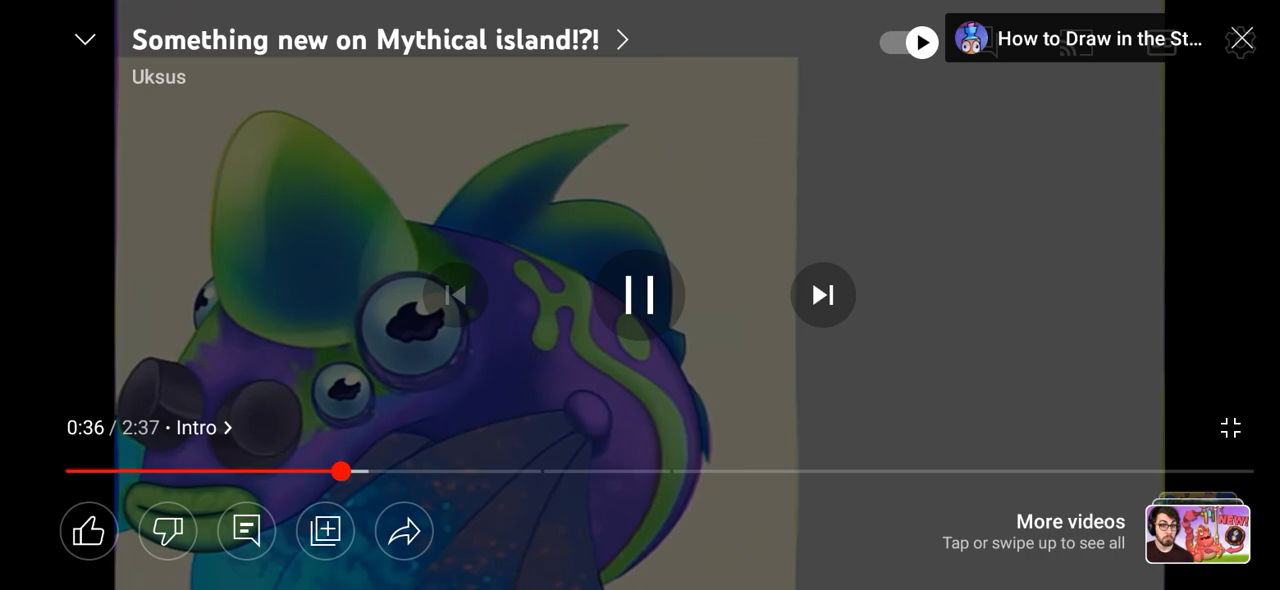 Something new on Mythical island!?!
How to Draw in the St...
Uksus
0:36 / 2:37 · Intro
More videos
Tap or swipe up to see all
NEW!